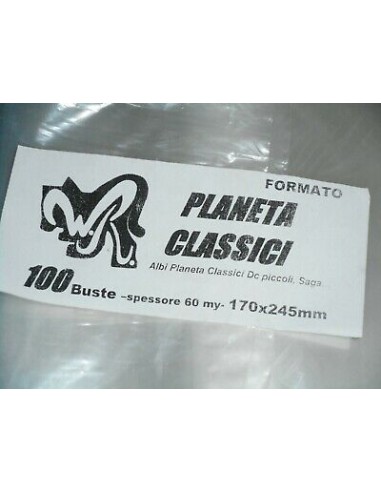 FORMATO
W.R.
PLANETA
CLASSICI
Albi Planeta Classici Dc piccoli, Saga
100 Buste –spessore 60 my- 170x245mm